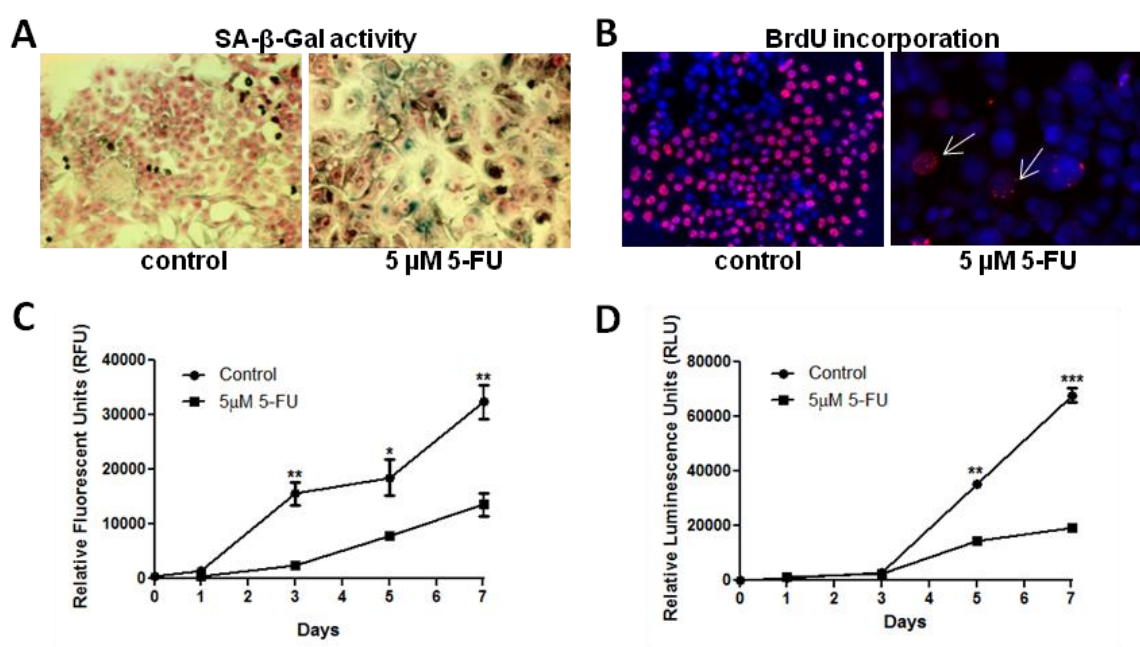 A
SA-β-Gal activity
control
5 µM 5-FU
B
BrdU incorporation
control
5 µM 5-FU
C
Relative Fluorescent Units (RFU)
40000
30000
20000
10000
0
Control
5µM 5-FU
**
*
**
0 1 2 3 4 5 6 7
Days
D
Relative Luminescence Units (RLU)
80000
60000
40000
20000
0
Control
5µM 5-FU
**
***
0 1 2 3 4 5 6 7
Days